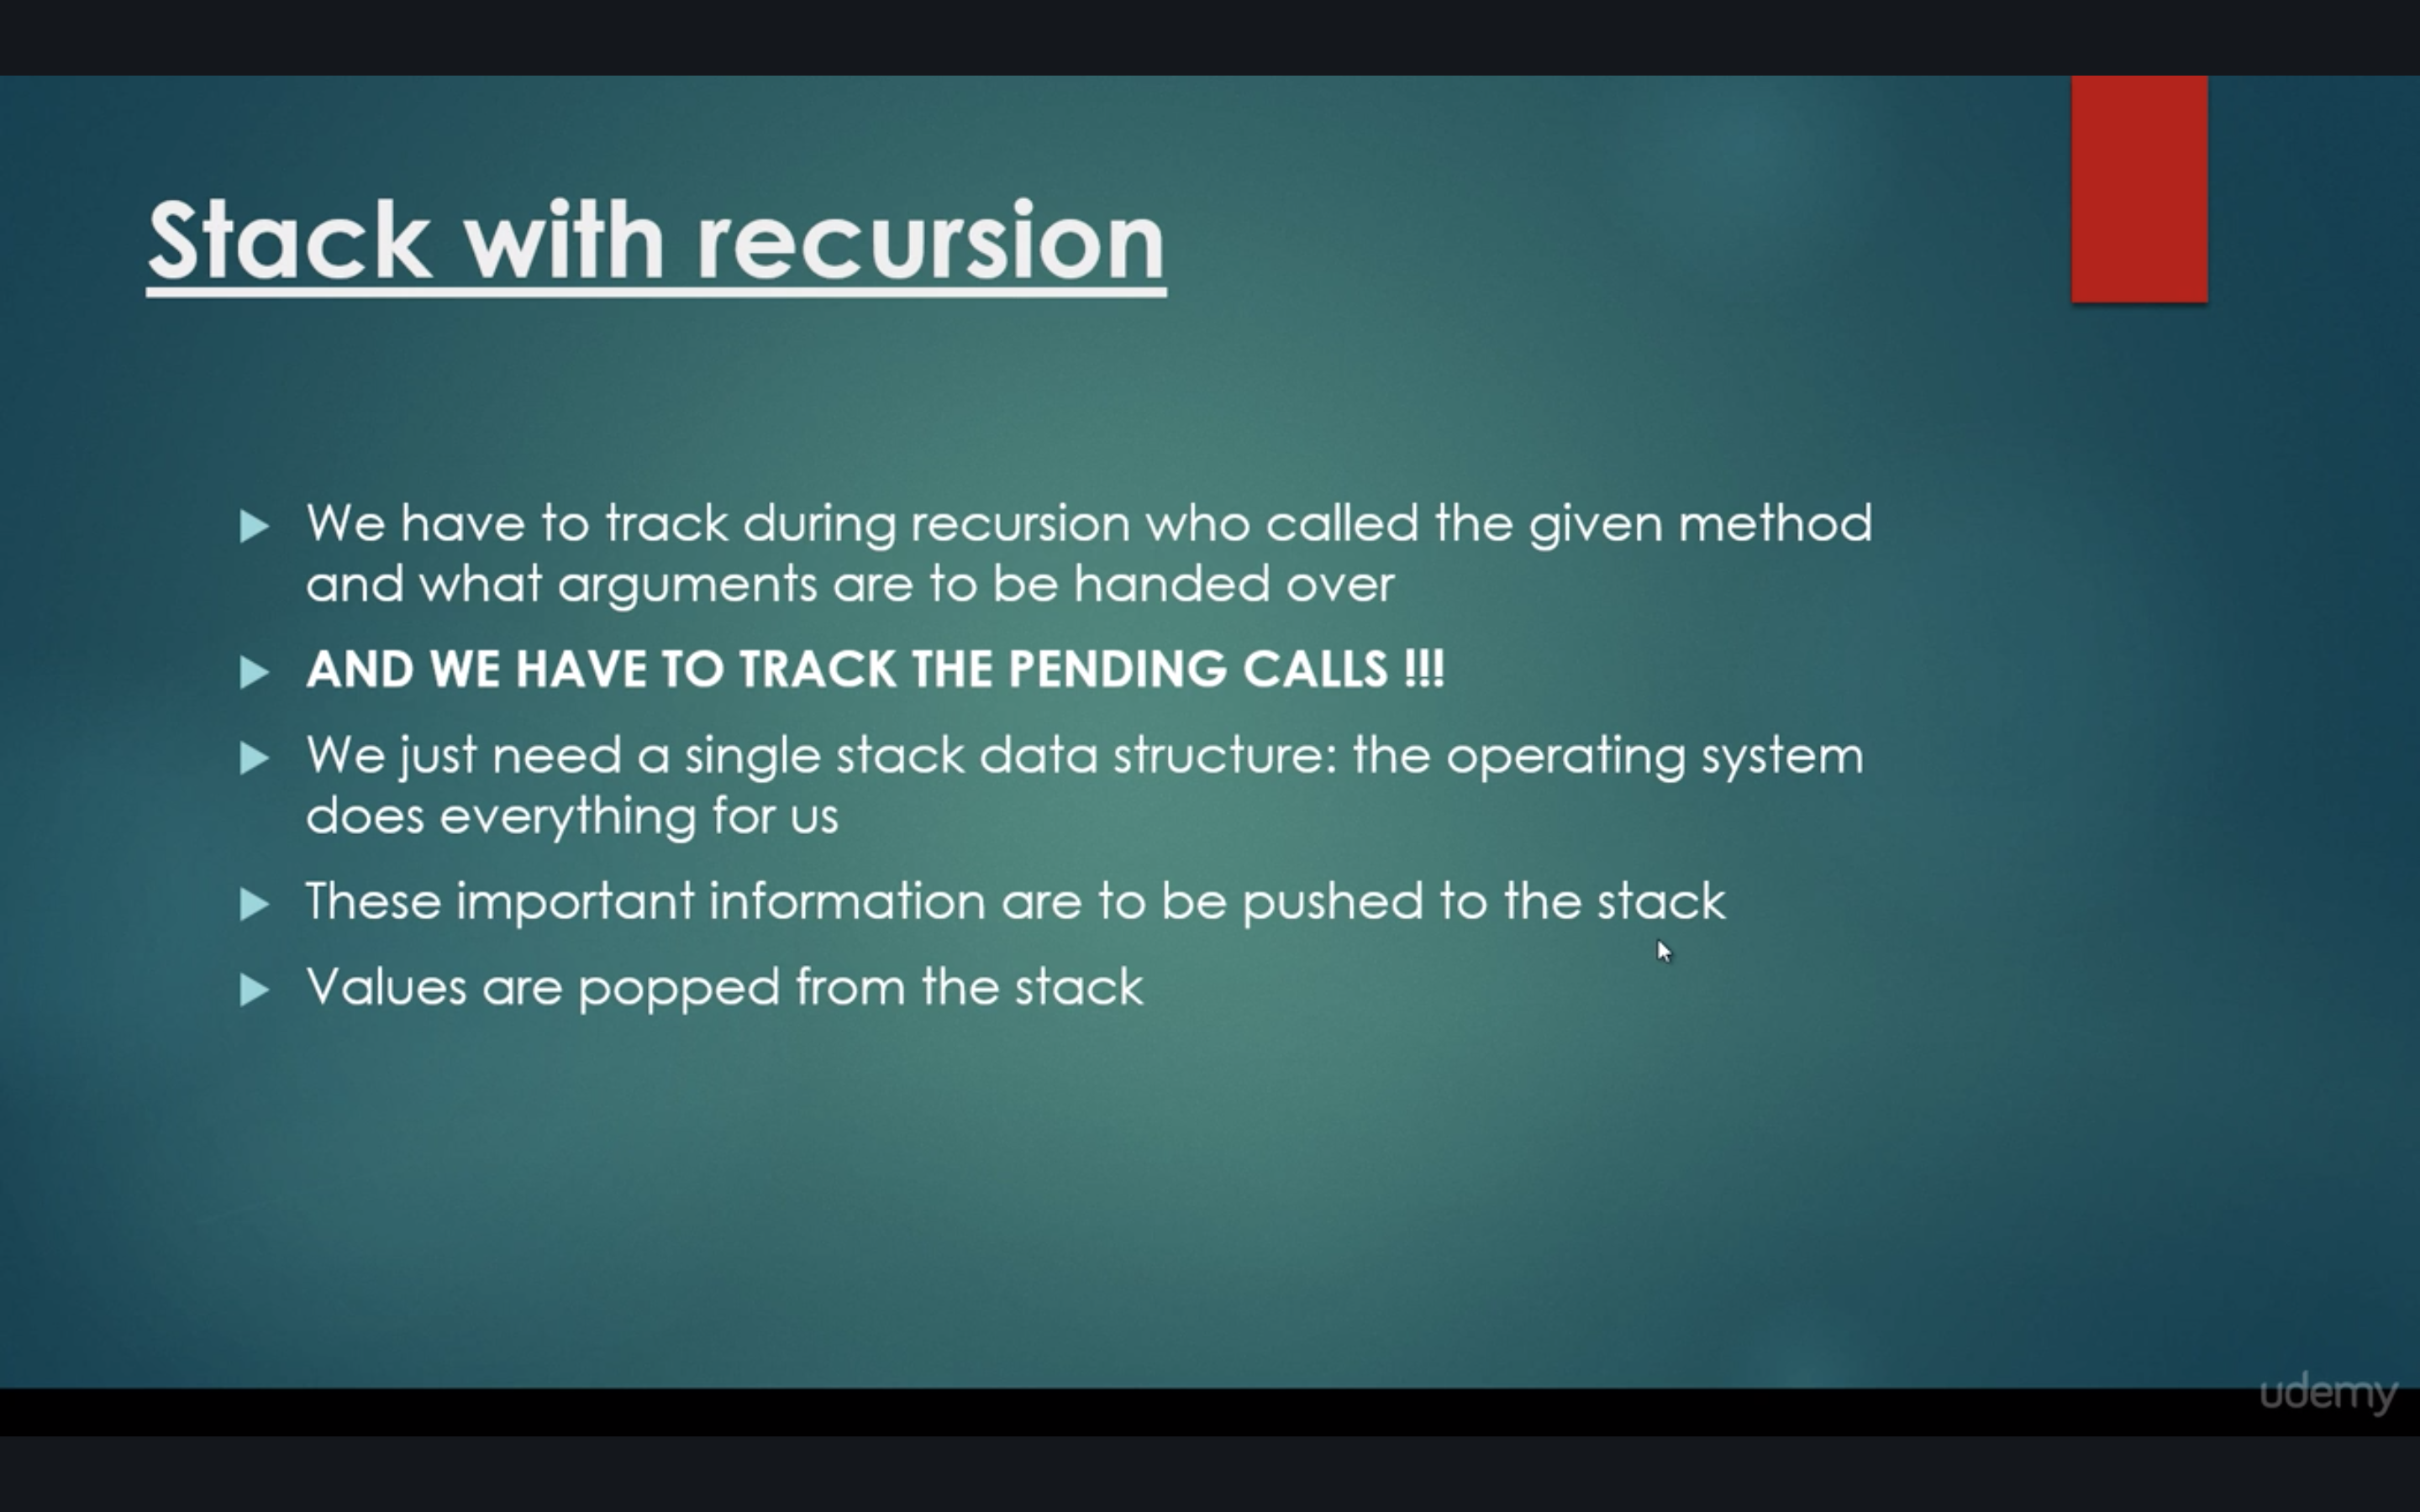 Stack with recursion
We have to track during recursion who called the given method
and what arguments are to be handed over
AND WE HAVE TO TRACK THE PENDING CALLS !!!
We just need a single stack data structure: the operating system
does everything for us
These important information are to be pushed to the stack
Values are popped from the stack
udemy